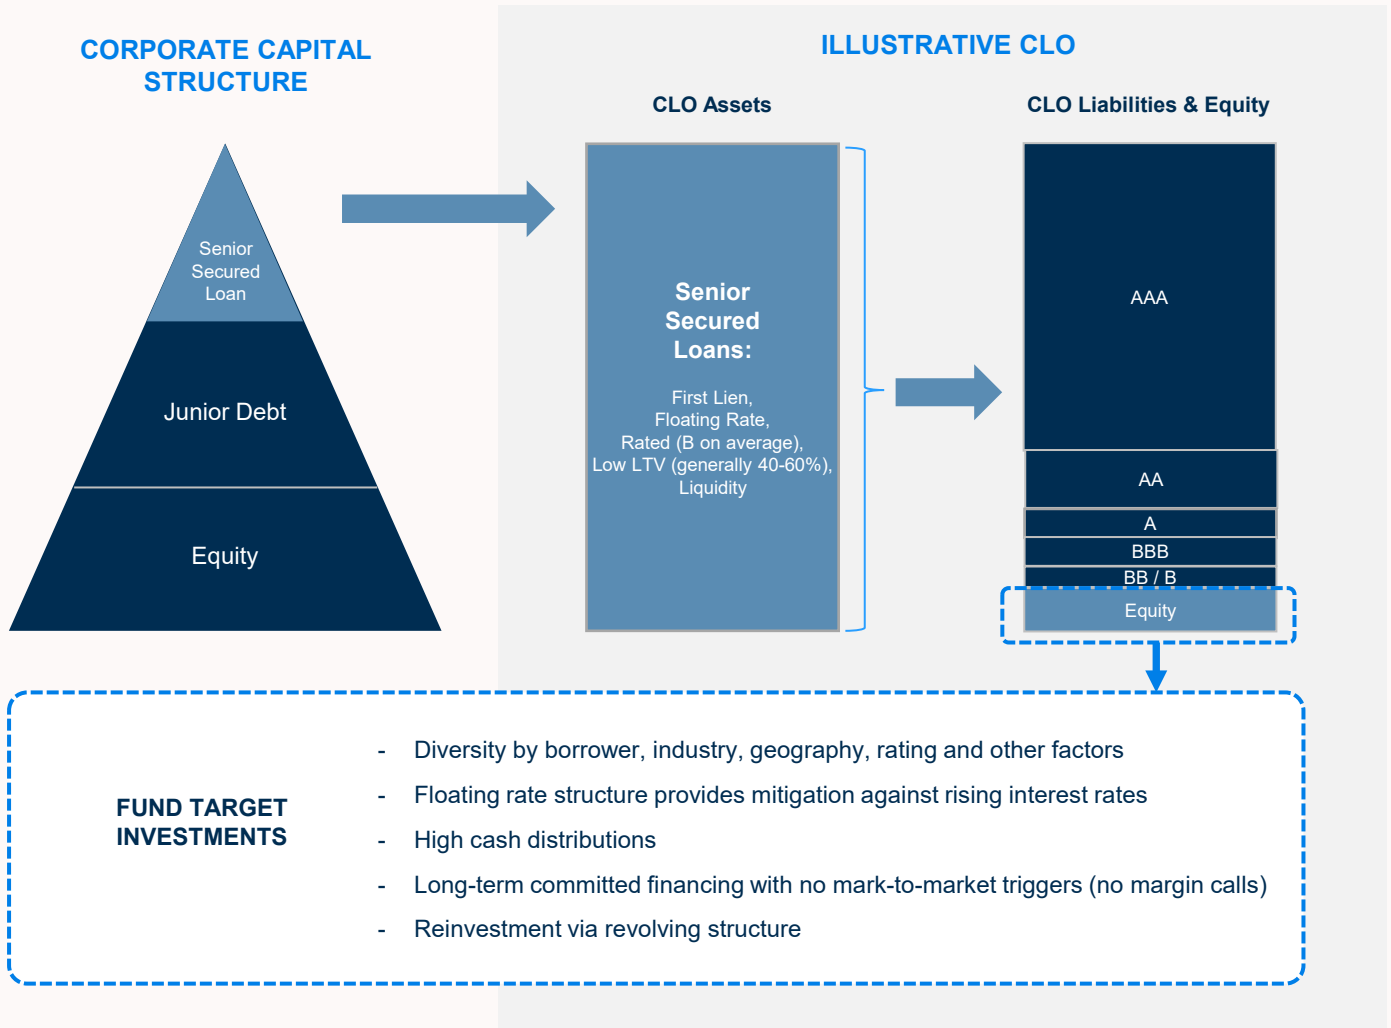 CORPORATE CAPITAL
STRUCTURE
Senior
Secured
Loan
Junior Debt
Equity
ILLUSTRATIVE CLO
CLO Assets
Senior
Secured
Loans:
First Lien,
Floating Rate,
Rated (B on average),
Low LTV (generally 40-60%),
Liquidity
CLO Liabilities & Equity
AAA
AA
A
BBB
BB / B
Equity
FUND TARGET
INVESTMENTS
- Diversity by borrower, industry, geography, rating and other factors
- Floating rate structure provides mitigation against rising interest rates
- High cash distributions
- Long-term committed financing with no mark-to-market triggers (no margin calls)
- Reinvestment via revolving structure